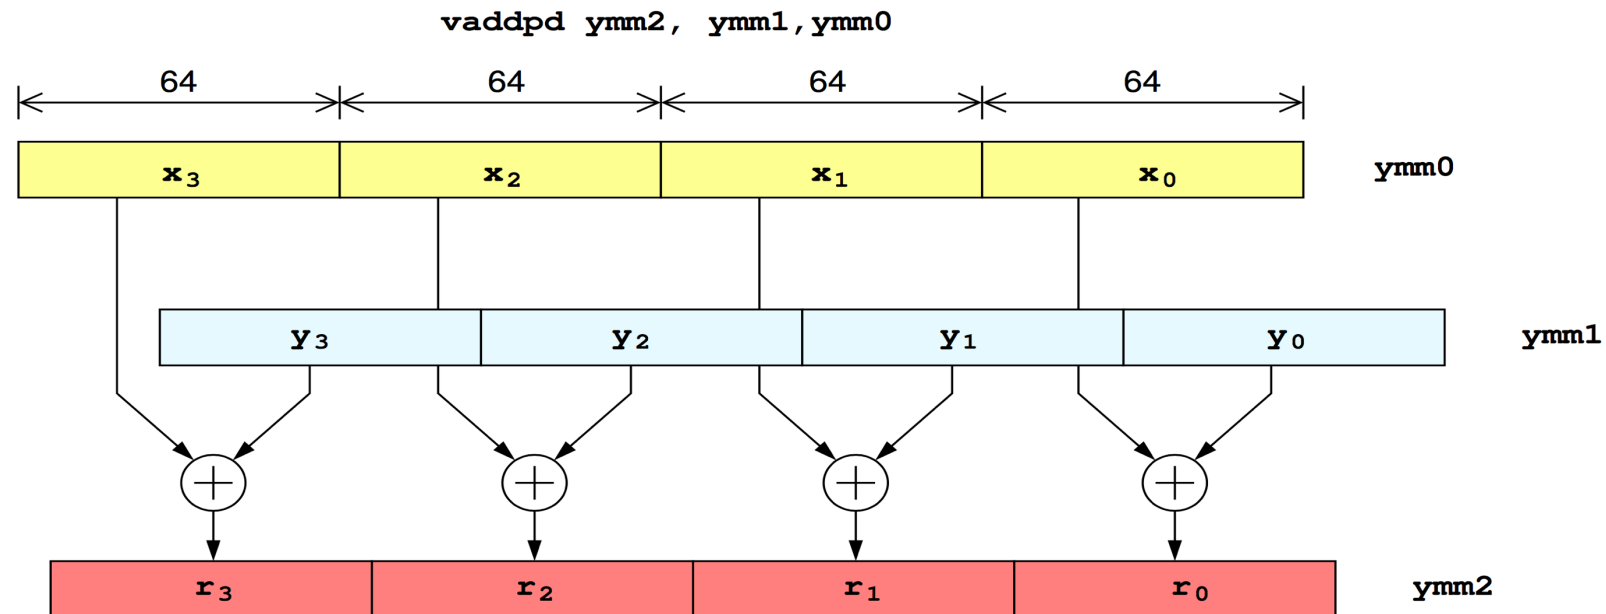 vaddpd ymm2, ymm1,ymm0
64 64 64 64
x₃ x₂ x₁ x₀ ymm0
y₃ y₂ y₁ y₀ ymm1
r₃ r₂ r₁ r₀ ymm2